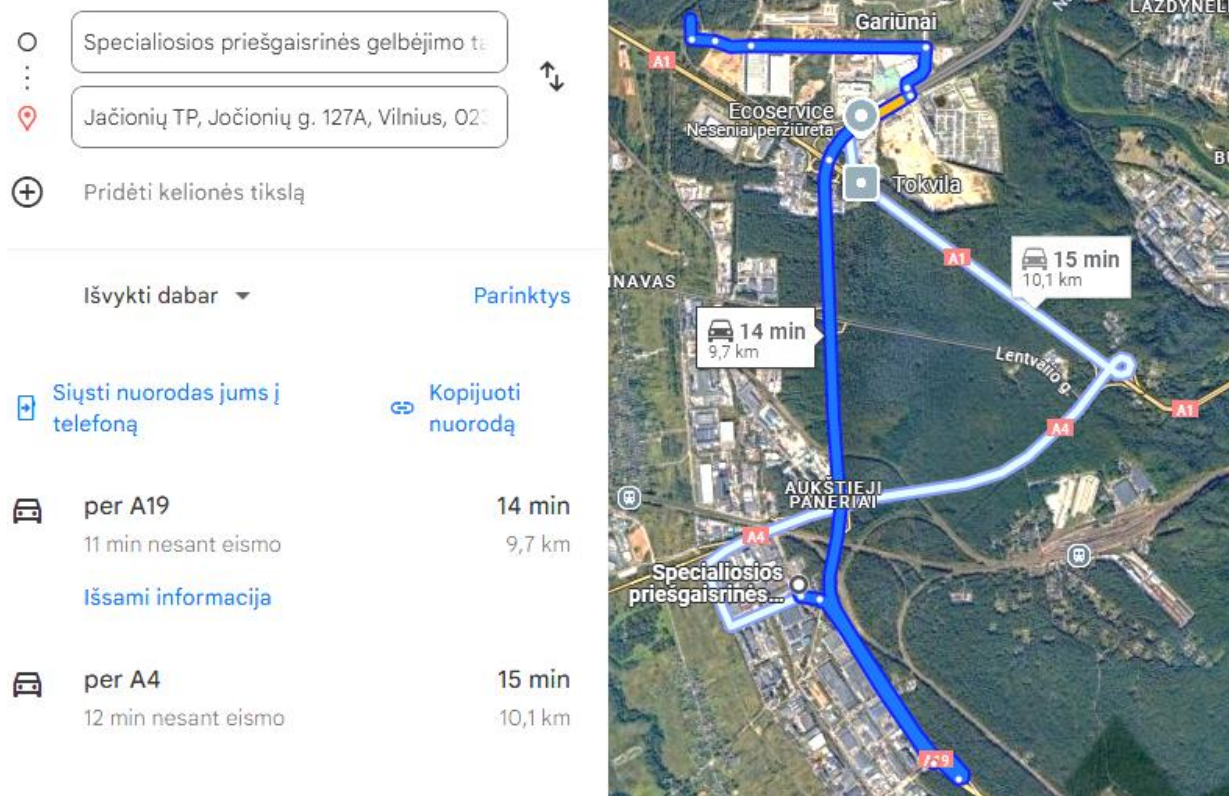 Specialiosios priešgaisrinės gelbėjimo
Jačionių TP, Jočionių g. 127A, Vilnius,
Pridėti kelionės tikslą
Išvykti dabar
Parinktys
Siųsti nuorodas jums į
telefoną
Kopijuoti
nuorodą
per A19
14 min
11 min nesant eismo
9,7 km
Išsami informacija
per A4
15 min
12 min nesant eismo
10,1 km
Gariūnai
A1
Ecoservice
Neseniai peržiūrėta
Tokvila
A1
15 min
10,1 km
14 min
9,7 km
Lentvario g.
A1
A4
AUKŠTIEJI
PANERIAI
A4
Specialiosios
priešgaisrinės...